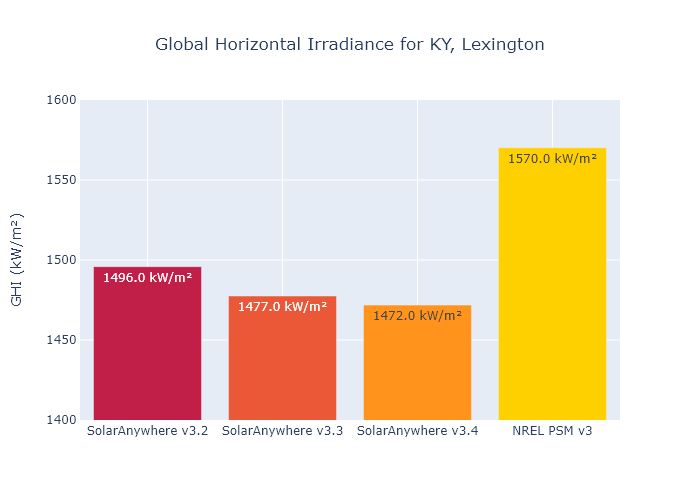 Global Horizontal Irradiance for KY, Lexington
1600
1550
1500
1450
1400
GHI (kW/m²)
1496.0 kW/m²
1477.0 kW/m²
1472.0 kW/m²
1570.0 kW/m²
SolarAnywhere v3.2
SolarAnywhere v3.3
SolarAnywhere v3.4
NREL PSM v3